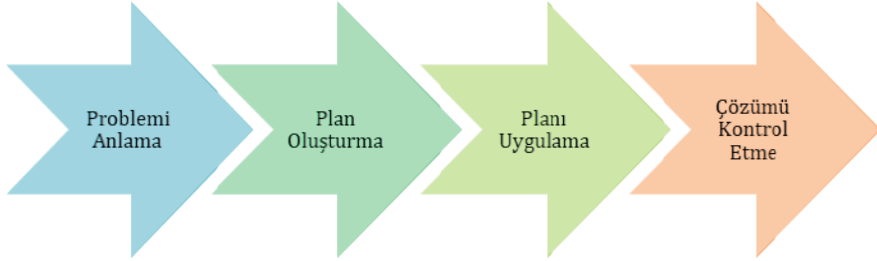 Problemi
Anlama
Plan
Oluşturma
Planı
Uygulama
Çözümü
Kontrol
Etme